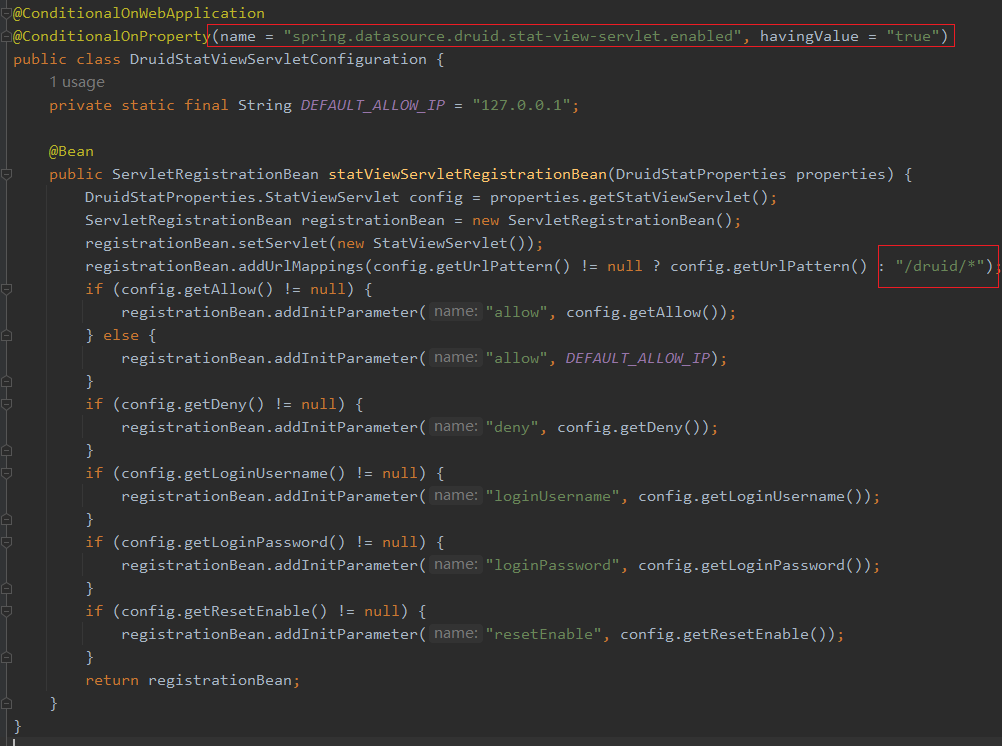 @ConditionalOnWebApplication
@ConditionalOnProperty(name = "spring.datasource.druid.stat-view-servlet.enabled", havingValue = "true")
public class DruidStatViewServletConfiguration {
    1 usage
    private static final String DEFAULT_ALLOW_IP = "127.0.0.1";

    @Bean
    public ServletRegistrationBean statViewServletRegistrationBean(DruidStatProperties properties) {
        DruidStatProperties.StatViewServlet config = properties.getStatViewServlet();
        ServletRegistrationBean registrationBean = new ServletRegistrationBean();
        registrationBean.setServlet(new StatViewServlet());
        registrationBean.addUrlMappings(config.getUrlPattern() != null ? config.getUrlPattern() : "/druid/*");
        if (config.getAllow() != null) {
            registrationBean.addInitParameter( name: "allow", config.getAllow());
        } else {
            registrationBean.addInitParameter( name: "allow", DEFAULT_ALLOW_IP);
        }
        if (config.getDeny() != null) {
            registrationBean.addInitParameter( name: "deny", config.getDeny());
        }
        if (config.getLoginUsername() != null) {
            registrationBean.addInitParameter( name: "loginUsername", config.getLoginUsername());
        }
        if (config.getLoginPassword() != null) {
            registrationBean.addInitParameter( name: "loginPassword", config.getLoginPassword());
        }
        if (config.getResetEnable() != null) {
            registrationBean.addInitParameter( name: "resetEnable", config.getResetEnable());
        }
        return registrationBean;
    }
}